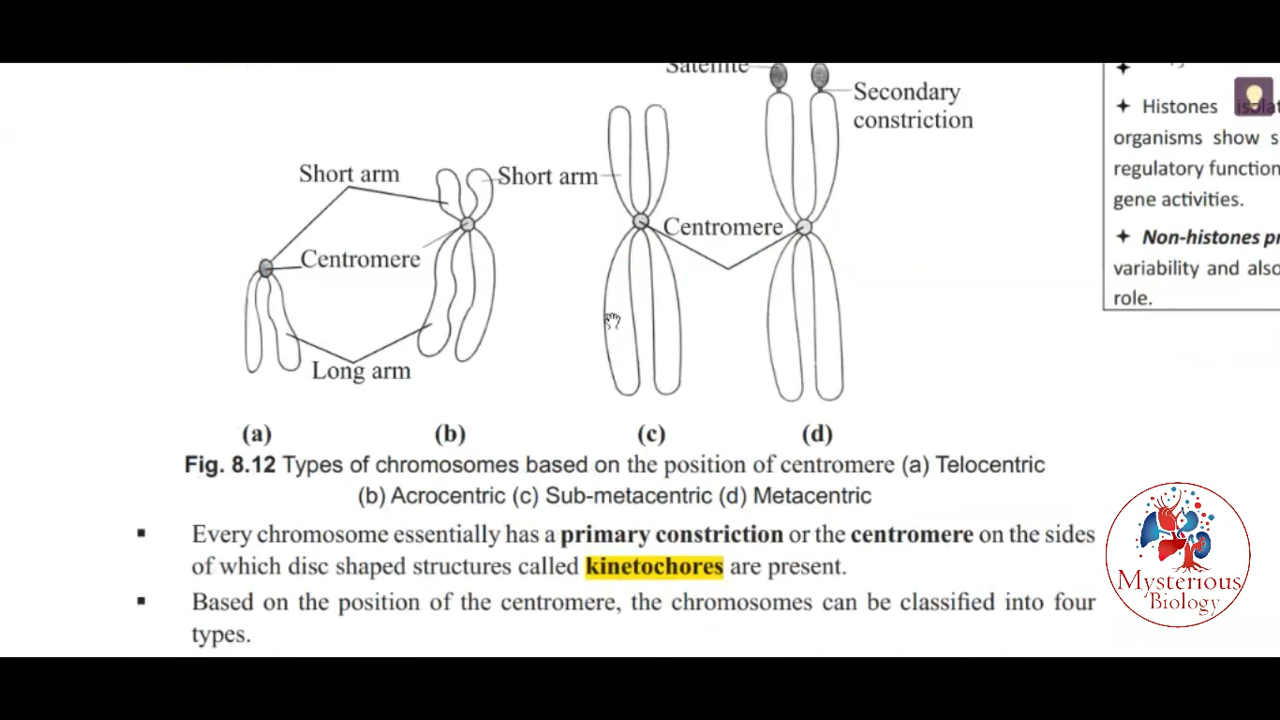 Satellite
Secondary
constriction
Short arm
Short arm
Centromere
Centromere
Long arm
(a)
(b)
(c)
(d)
Fig. 8.12 Types of chromosomes based on the position of centromere (a) Telocentric
(b) Acrocentric (c) Sub-metacentric (d) Metacentric
▪ Every chromosome essentially has a primary constriction or the centromere on the sides
of which disc shaped structures called kinetochores are present.
▪ Based on the position of the centromere, the chromosomes can be classified into four
types.
✦ Histones
organisms show s
regulatory function
gene activities.
✦ Non-histones pr
variability and also
role.
Mysterious
Biology